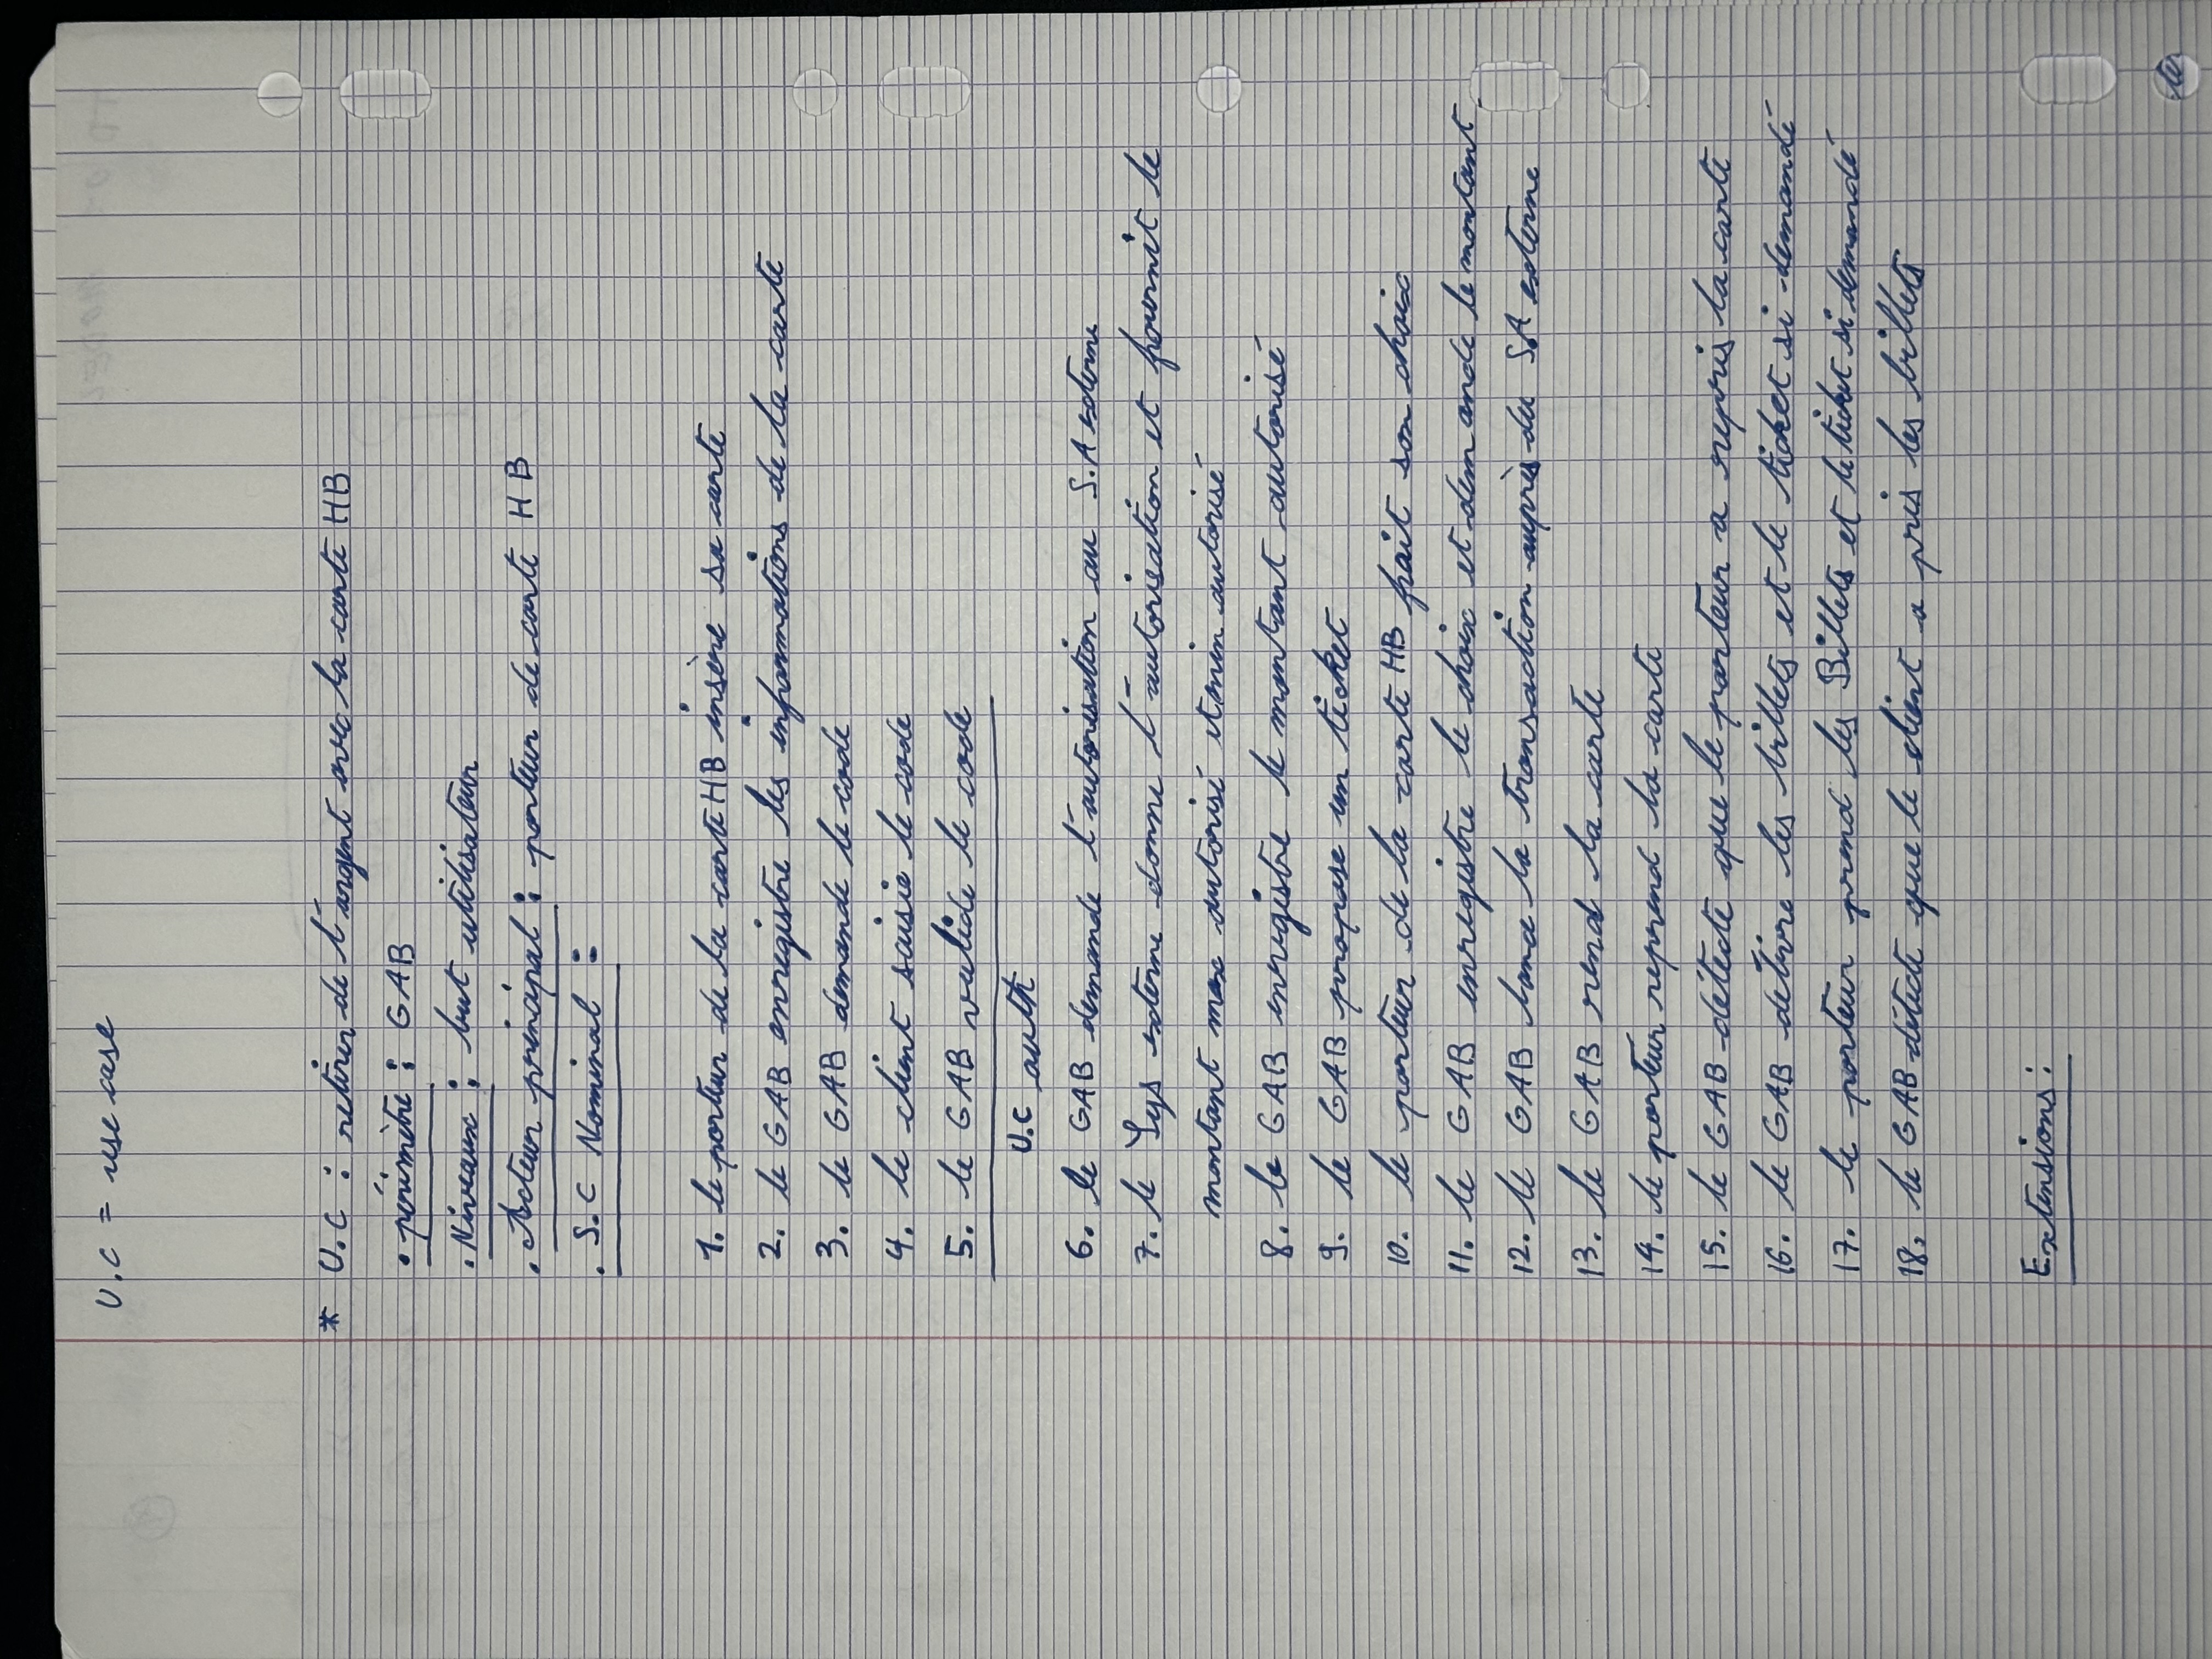 U.C = use case
* U.C : retirer de l'argent avec la carte HB
. périmètre : GAB
. Niveaux : but utilisateur
. Acteur principal : porteur de carte HB
. S.C Nominal :
1. le porteur de la carte HB insère sa carte
2. le GAB enregistre les informations de la carte
3. le GAB demande le code
4. le client saisie le code
5. le GAB valide le code
U.C auth
6. le GAB demande l'autorisation au S.A externe
7. le Sys externe donne l'autorisation et fournit le
montant max autorisé et min autorisé
8. le GAB enregistre le montant autorisé
9. le GAB propose un ticket
10. le porteur de la carte HB fait son choix
11. le GAB enregistre le choix et demande le montant.
12. le GAB lance la transaction auprès du S.A externe
13. le GAB rend la carte
14. le porteur reprend la carte
15. le GAB détecte que le porteur a repris la carte
16. le GAB délivre les billets et le ticket si demandé
17. le porteur prend les Billets et le ticket si demandé
18. le GAB détecte que le client a pris les billets
Extensions :